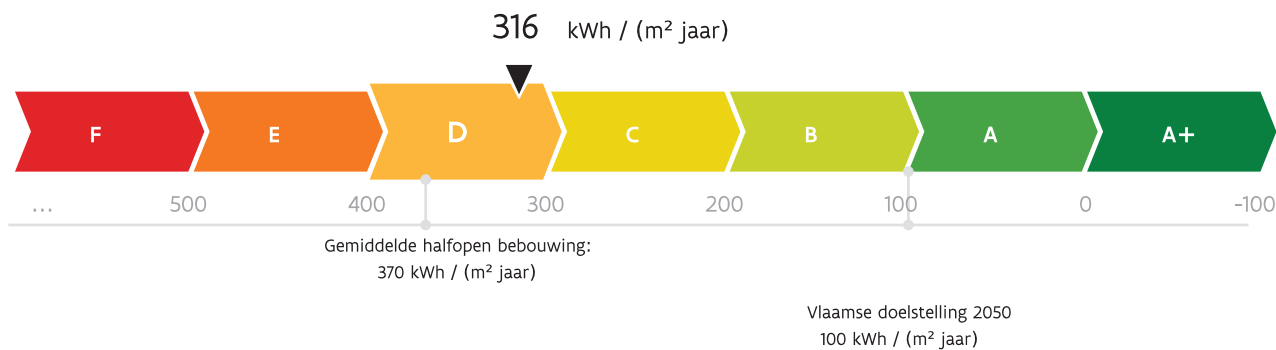 316 kWh / (m² jaar)
F E D C B A A+
... 500 400 300 200 100 0 -100
Gemiddelde halfopen bebouwing:
370 kWh / (m² jaar)
Vlaamse doelstelling 2050
100 kWh / (m² jaar)